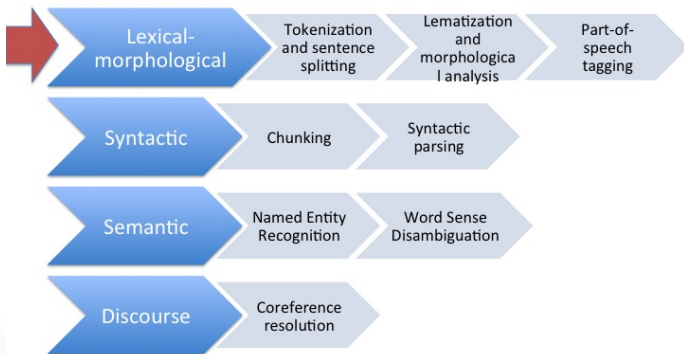 Lexical-
morphological
Tokenization
and sentence
splitting
Lematization
and
morphologica
l analysis
Part-of-
speech
tagging
Syntactic
Chunking
Syntactic
parsing
Semantic
Named Entity
Recognition
Word Sense
Disambiguation
Discourse
Coreference
resolution